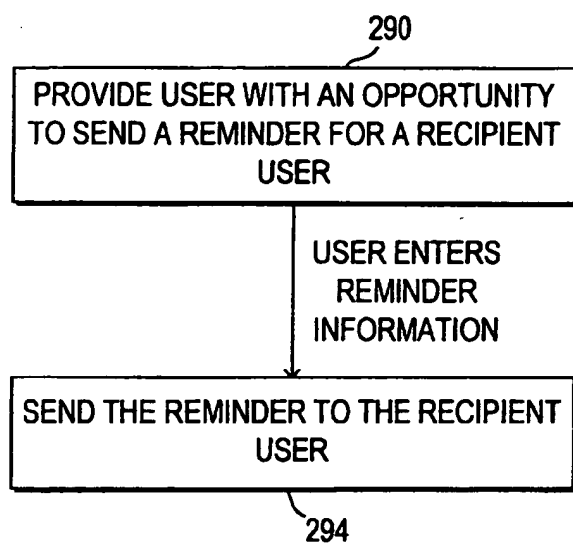 290
PROVIDE USER WITH AN OPPORTUNITY
TO SEND A REMINDER FOR A RECIPIENT
USER
USER ENTERS
REMINDER
INFORMATION
SEND THE REMINDER TO THE RECIPIENT
USER
294